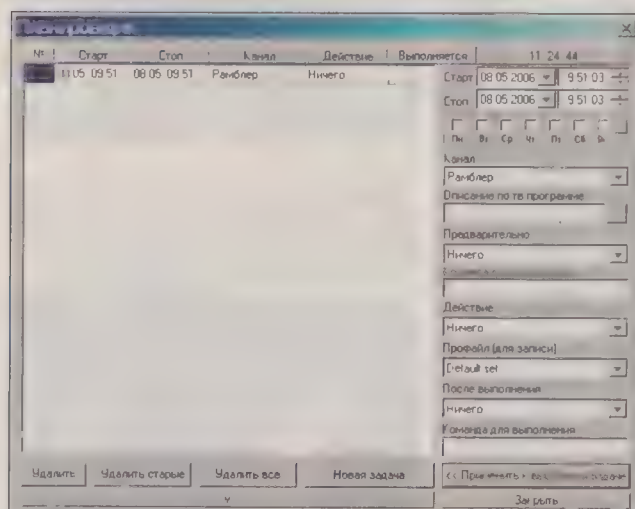 № Старт Стоп Канал Действие Выполняется 11 24 44
11.05 09:51 08.05 09:51 Рамблер Ничего
Старт 08 05 2006 9 51 03
Стоп 08 05 2006 9 51 03
Пн Вт Ср Чт Пт Сб
Канал
Рамблер
Описание по тв программе
Предварительно
Ничего
Действие
Ничего
Профайл (для записи)
Default set
После выполнения
Ничего
Команда для выполнения
Удалить Удалить старые Удалить все Новая задача << Применить к
Закрыть